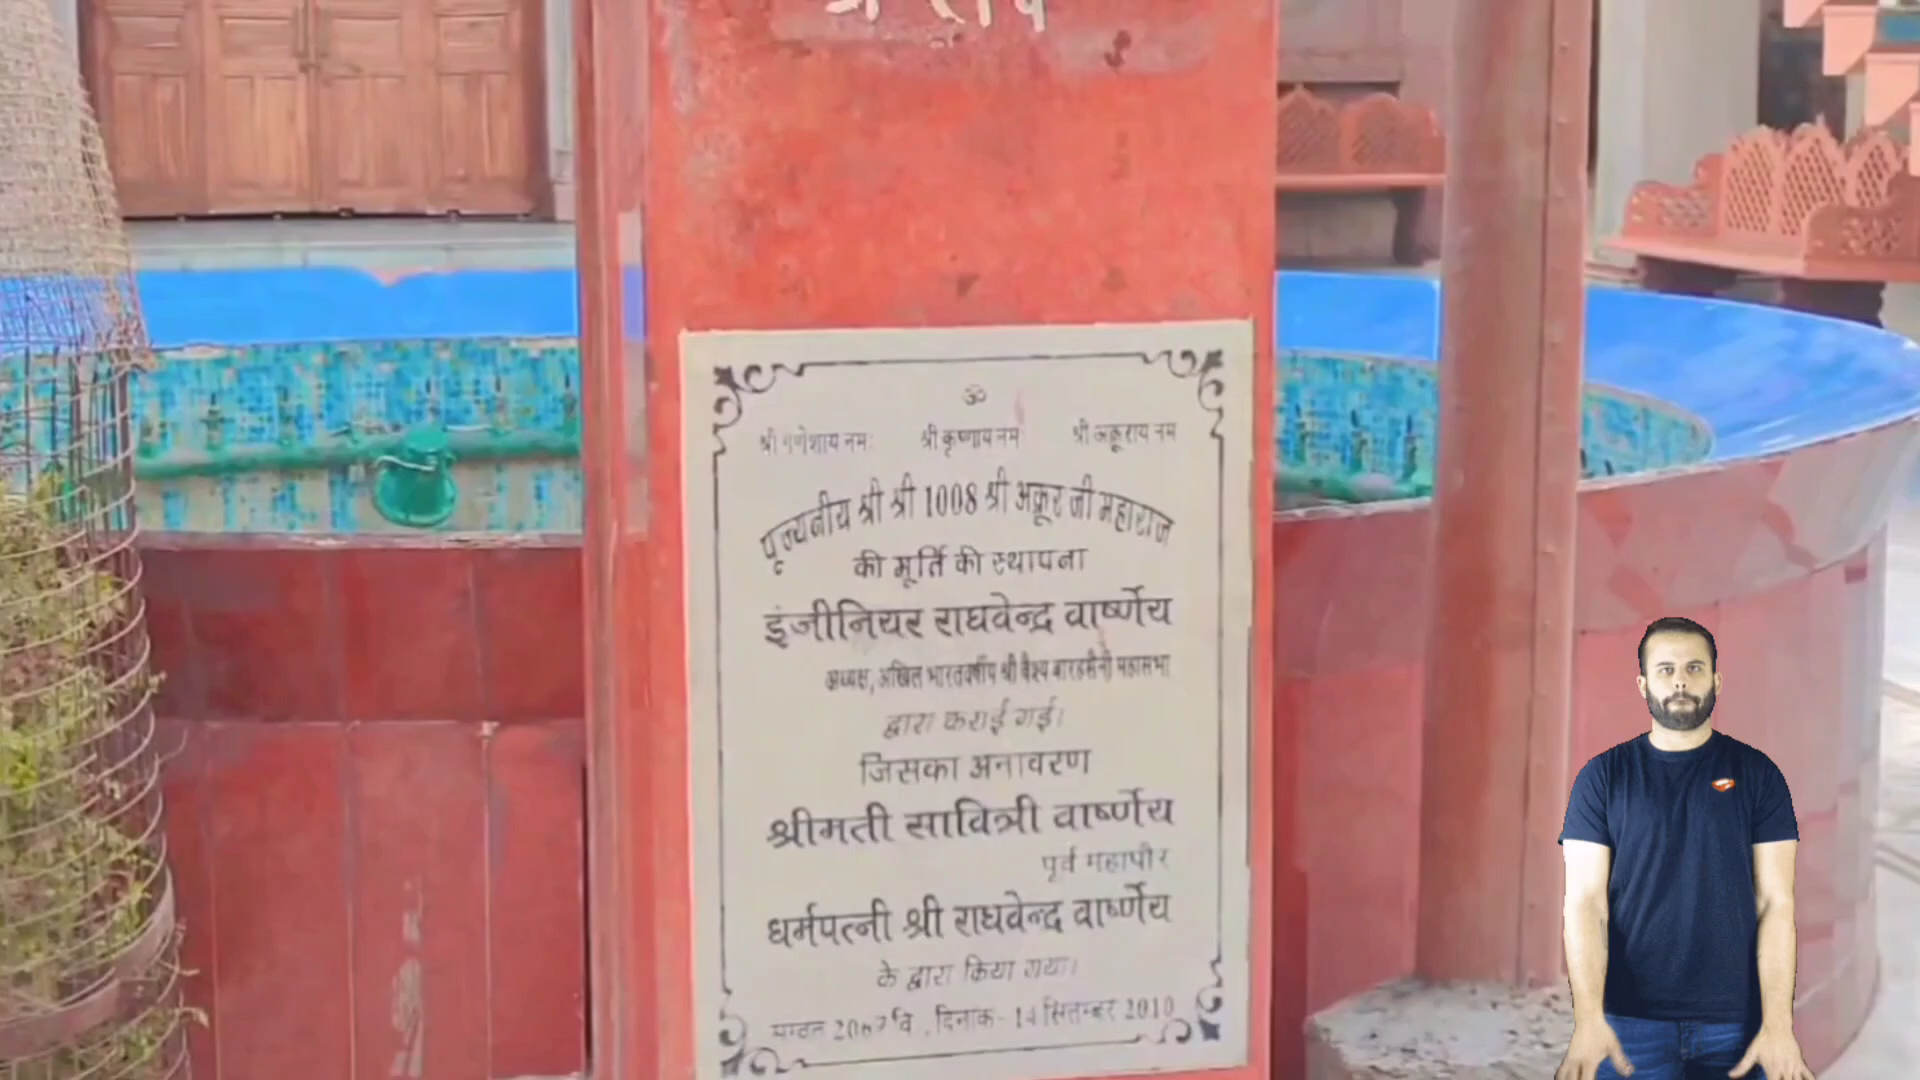 ॐ
श्री गणेशाय नमः श्री कृष्णाय नमः श्री अक्रूराय नम
पूज्यनीय श्री श्री 1008 श्री अक्रूर जी महाराज
की मूर्ति की स्थापना
इंजीनियर राघवेन्द्र वार्ष्णेय
अध्यक्ष, अखिल भारतवर्षीय श्री वैश्य बारहसैनी महासभा
द्वारा कराई गई।
जिसका अनावरण
श्रीमती सावित्री वार्ष्णेय
पूर्व महापौर
धर्मपत्नी श्री राघवेन्द्र वार्ष्णेय
के द्वारा किया गया।
दिनांक - 14 सितम्बर 2010